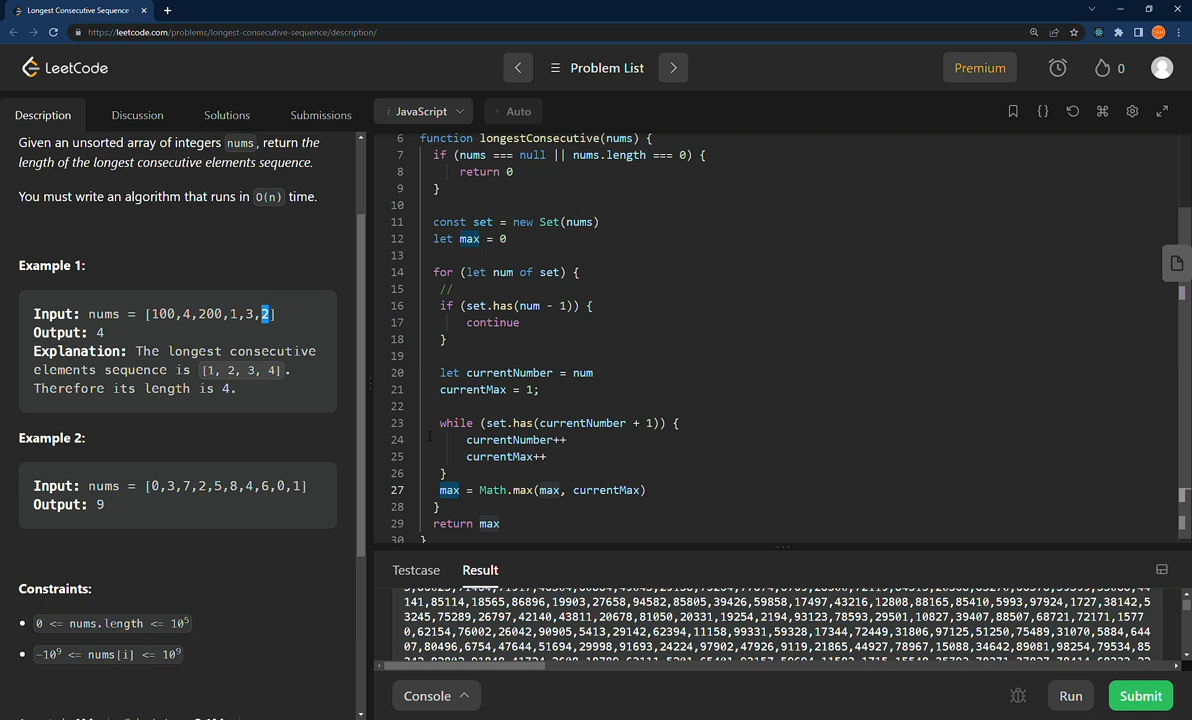 Longest Consecutive Sequence -
https://leetcode.com/problems/longest-consecutive-sequence/description/
LeetCode
Problem List
Premium
0
Description
Discussion
Solutions
Submissions
Given an unsorted array of integers nums, return the
length of the longest consecutive elements sequence.
You must write an algorithm that runs in O(n) time.
Example 1:
Input: nums = [100,4,200,1,3,2]
Output: 4
Explanation: The longest consecutive
elements sequence is [1, 2, 3, 4].
Therefore its length is 4.
Example 2:
Input: nums = [0,3,7,2,5,8,4,6,0,1]
Output: 9
Constraints:
• 0 <= nums.length <= 10⁵
• -10⁹ <= nums[i] <= 10⁹
i JavaScript
Auto
6 function longestConsecutive(nums) {
7 if (nums === null || nums.length === 0) {
8 return 0
9 }
10
11 const set = new Set(nums)
12 let max = 0
13
14 for (let num of set) {
15 //
16 if (set.has(num - 1)) {
17 continue
18 }
19
20 let currentNumber = num
21 currentMax = 1;
22
23 while (set.has(currentNumber + 1)) {
24 currentNumber++
25 currentMax++
26 }
27 max = Math.max(max, currentMax)
28 }
29 return max
30 }
Testcase
Result
141,85114,18565,86896,19903,27658,94582,85805,39426,59858,17497,43216,12808,88165,85410,5993,97924,1727,38142,5
3245,75289,26797,42140,43811,20678,81050,20331,19254,2194,93123,78593,29501,10827,39407,88507,68721,72171,1577
0,62154,76002,26042,90905,5413,29142,62394,11158,99331,59328,17344,72449,31806,97125,51250,75489,31070,5884,644
07,80496,6754,47644,51694,29998,91693,24224,97902,47926,9119,21865,44927,78967,15088,34642,89081,98254,79534,85
Console
Run
Submit